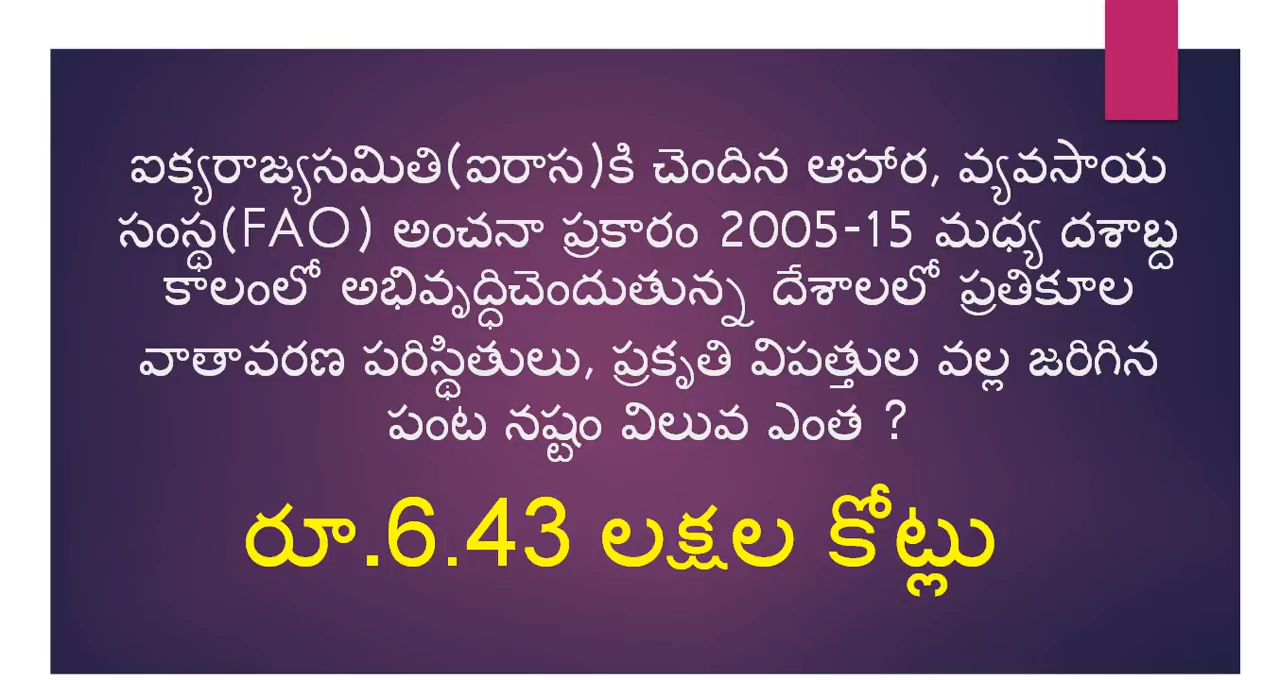 ఐక్యరాజ్యసమితి(ఐరాస)కి చెందిన ఆహార, వ్యవసాయ
సంస్థ(FAO) అంచనా ప్రకారం 2005-15 మధ్య దశాబ్ద
కాలంలో అభివృద్ధిచెందుతున్న దేశాలలో ప్రతికూల
వాతావరణ పరిస్థితులు, ప్రకృతి విపత్తుల వల్ల జరిగిన
పంట నష్టం విలువ ఎంత ?
రూ.6.43 లక్షల కోట్లు